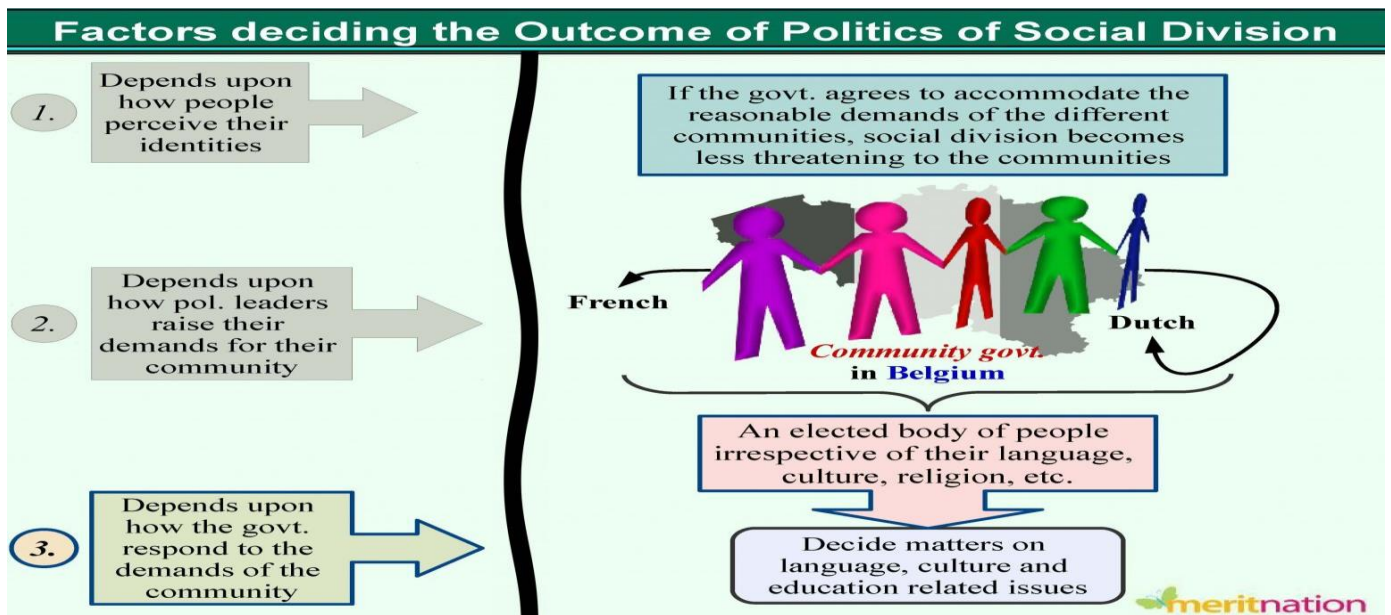 Factors deciding the Outcome of Politics of Social Division
1.
Depends upon
how people
perceive their
identities
2.
Depends upon
how pol. leaders
raise their
demands for their
community
3.
Depends upon
how the govt.
respond to the
demands of the
community
If the govt. agrees to accommodate the
reasonable demands of the different
communities, social division becomes
less threatening to the communities
French
Dutch
Community govt.
in Belgium
An elected body of people
irrespective of their language,
culture, religion, etc.
Decide matters on
language, culture and
education related issues
meritnation